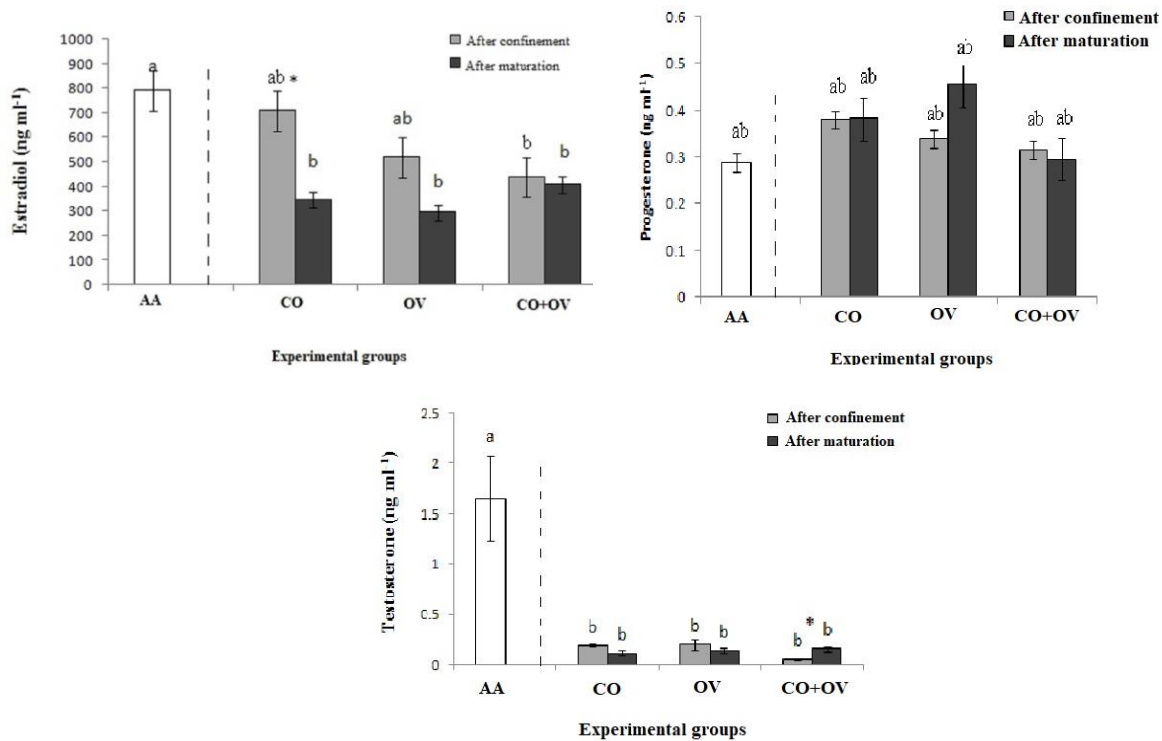 1000
900
800
700
600
500
400
300
200
100
0
Estradiol (ng ml⁻¹)
After confinement
After maturation
a
ab *
b
ab
b
b
b
AA
CO
OV
CO+OV
Experimental groups
0.6
0.5
0.4
0.3
0.2
0.1
0
Progesterone (ng ml⁻¹)
After confinement
After maturation
ab
ab
ab
ab
ab
ab
ab
AA
CO
OV
CO+OV
Experimental groups
2.5
2
1.5
1
0.5
0
Testosterone (ng ml⁻¹)
After confinement
After maturation
a
b
b
b
b
*
b
b
AA
CO
OV
CO+OV
Experimental groups